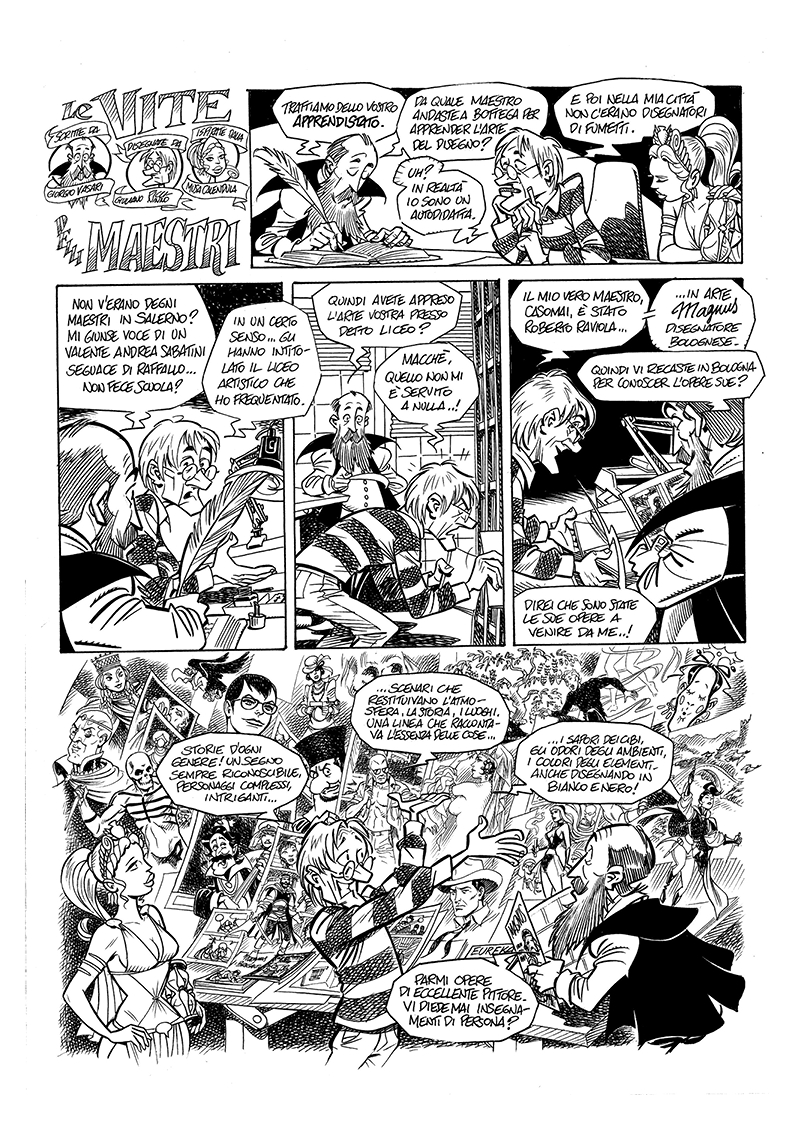 Le VITE
SCRITTE DA
GIORGIO VASARI
DISEGNATE DA
GIULIANO PICCI
ISPIRATE DALLA
MUSA CALENDULA
MAESTRI
TRATTIAMO DELLO VOSTRO
APPRENDISTATO.
DA QUALE MAESTRO
ANDASTE A BOTTEGA PER
APPRENDER L'ARTE
DEL DISEGNO?
UH?
IN REALTÀ
IO SONO UN
AUTODIDATTA.
E POI NELLA MIA CITTÀ
NON C'ERANO DISEGNATORI
DI FUMETTI.
NON V'ERANO DEGNI
MAESTRI IN SALERNO?
MI GIUNSE VOCE DI UN
VALENTE ANDREA SABATINI
SEGUACE DI RAFFALLO...
NON FECE SCUOLA?
IN UN CERTO
SENSO... GLI
HANNO INTITO-
LATO IL LICEO
ARTISTICO CHE
HO FREQUENTATO.
QUINDI AVETE APPRESO
L'ARTE VOSTRA PRESSO
DETTO LICEO?
MACCHÉ,
QUELLO NON MI
È SERVITO
A NULLA..!
IL MIO VERO MAESTRO,
CASOMAI, È STATO
ROBERTO RAVIOLA...
...IN ARTE
Magnus
DISEGNATORE
BOLOGNESE-
QUINDI VI RECASTE IN BOLOGNA
PER CONOSCER L'OPERE SUE?
DIREI CHE SONO STATE
LE SUE OPERE A
VENIRE DA ME..!
STORIE D'OGNI
GENERE! UN SEGNO
SEMPRE RICONOSCIBILE,
PERSONAGGI COMPLESSI,
INTRIGANTI...
...SCENARI CHE
RESTITUIVANO L'ATMO-
SFERA, LA STORIA, I LUOGHI,
UNA LINEA CHE RACCONTA-
VA L'ESSENZA DELLE COSE...
...I SAPORI DEI CIBI,
GLI ODORI DEGLI AMBIENTI,
I COLORI DEGLI ELEMENTI-
ANCHE DISEGNANDO IN
BIANCO E NERO!
EUREKA
PARMI OPERE
DI ECCELLENTE PITTORE-
VI DIEDE MAI INSEGNA-
MENTI DI PERSONA?